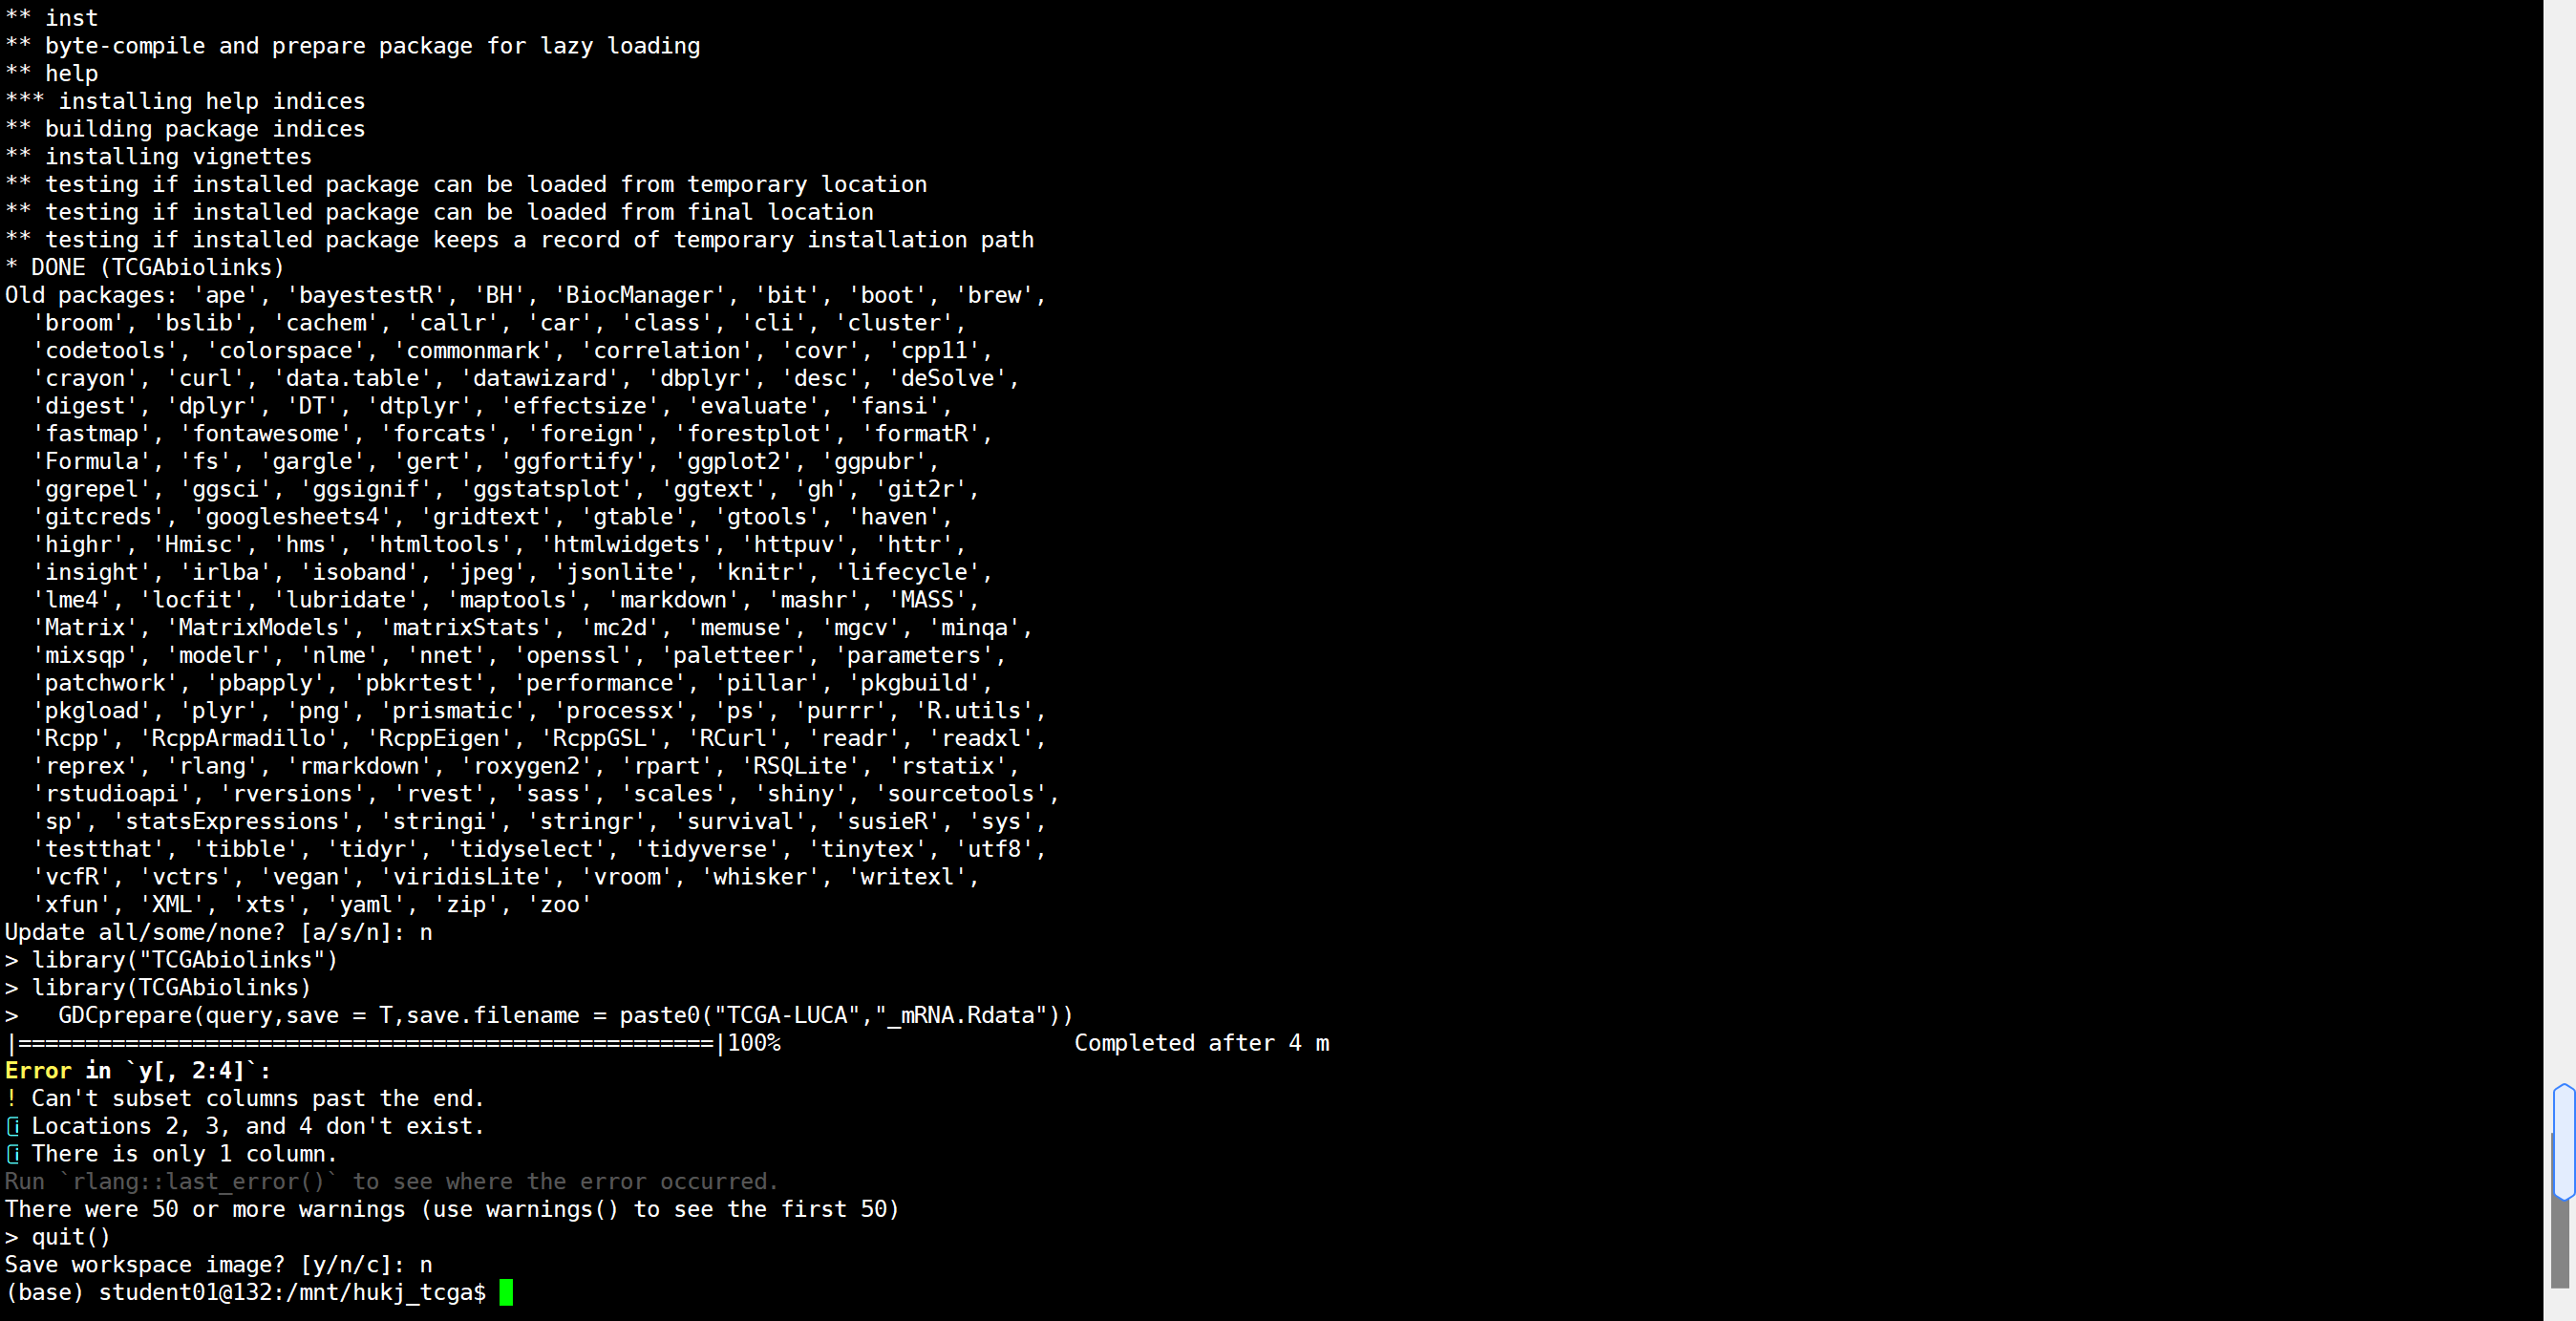 ** inst
** byte-compile and prepare package for lazy loading
** help
*** installing help indices
** building package indices
** installing vignettes
** testing if installed package can be loaded from temporary location
** testing if installed package can be loaded from final location
** testing if installed package keeps a record of temporary installation path
* DONE (TCGAbiolinks)
Old packages: 'ape', 'bayestestR', 'BH', 'BiocManager', 'bit', 'boot', 'brew',
  'broom', 'bslib', 'cachem', 'callr', 'car', 'class', 'cli', 'cluster',
  'codetools', 'colorspace', 'commonmark', 'correlation', 'covr', 'cpp11',
  'crayon', 'curl', 'data.table', 'datawizard', 'dbplyr', 'desc', 'deSolve',
  'digest', 'dplyr', 'DT', 'dtplyr', 'effectsize', 'evaluate', 'fansi',
  'fastmap', 'fontawesome', 'forcats', 'foreign', 'forestplot', 'formatR',
  'Formula', 'fs', 'gargle', 'gert', 'ggfortify', 'ggplot2', 'ggpubr',
  'ggrepel', 'ggsci', 'ggsignif', 'ggstatsplot', 'ggtext', 'gh', 'git2r',
  'gitcreds', 'googlesheets4', 'gridtext', 'gtable', 'gtools', 'haven',
  'highr', 'Hmisc', 'hms', 'htmltools', 'htmlwidgets', 'httpuv', 'httr',
  'insight', 'irlba', 'isoband', 'jpeg', 'jsonlite', 'knitr', 'lifecycle',
  'lme4', 'locfit', 'lubridate', 'maptools', 'markdown', 'mashr', 'MASS',
  'Matrix', 'MatrixModels', 'matrixStats', 'mc2d', 'memuse', 'mgcv', 'minqa',
  'mixsqp', 'modelr', 'nlme', 'nnet', 'openssl', 'paletteer', 'parameters',
  'patchwork', 'pbapply', 'pbkrtest', 'performance', 'pillar', 'pkgbuild',
  'pkgload', 'plyr', 'png', 'prismatic', 'processx', 'ps', 'purrr', 'R.utils',
  'Rcpp', 'RcppArmadillo', 'RcppEigen', 'RcppGSL', 'RCurl', 'readr', 'readxl',
  'reprex', 'rlang', 'rmarkdown', 'roxygen2', 'rpart', 'RSQLite', 'rstatix',
  'rstudioapi', 'rversions', 'rvest', 'sass', 'scales', 'shiny', 'sourcetools',
  'sp', 'statsExpressions', 'stringi', 'stringr', 'survival', 'susieR', 'sys',
  'testthat', 'tibble', 'tidyr', 'tidyselect', 'tidyverse', 'tinytex', 'utf8',
  'vcfR', 'vctrs', 'vegan', 'viridisLite', 'vroom', 'whisker', 'writexl',
  'xfun', 'XML', 'xts', 'yaml', 'zip', 'zoo'
Update all/some/none? [a/s/n]: n
> library("TCGAbiolinks")
> library(TCGAbiolinks)
>   GDCprepare(query,save = T,save.filename = paste0("TCGA-LUCA","_mRNA.Rdata"))
|====================================================|100%                      Completed after 4 m
Error in `y[, 2:4]`:
! Can't subset columns past the end.
ℹ Locations 2, 3, and 4 don't exist.
ℹ There is only 1 column.
Run `rlang::last_error()` to see where the error occurred.
There were 50 or more warnings (use warnings() to see the first 50)
> quit()
Save workspace image? [y/n/c]: n
(base) student01@132:/mnt/hukj_tcga$